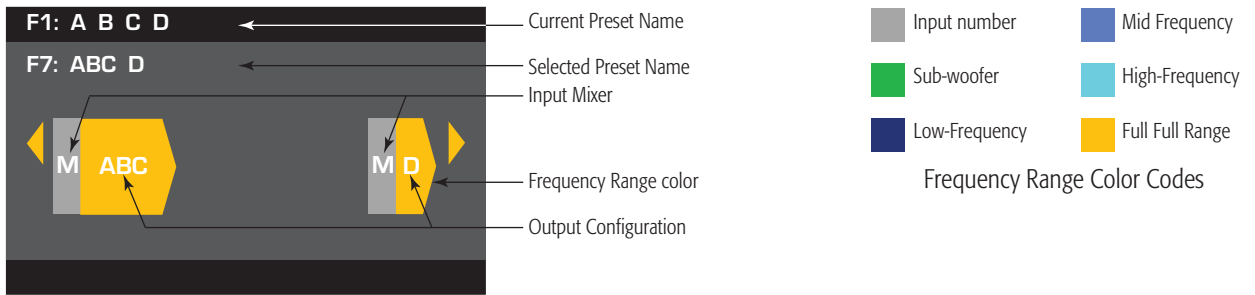 F1: A B C D
Current Preset Name
F7: ABC D
Selected Preset Name
Input Mixer
M ABC
M D
Frequency Range color
Output Configuration
Input number
Mid Frequency
Sub-woofer
High-Frequency
Low-Frequency
Full Full Range
Frequency Range Color Codes